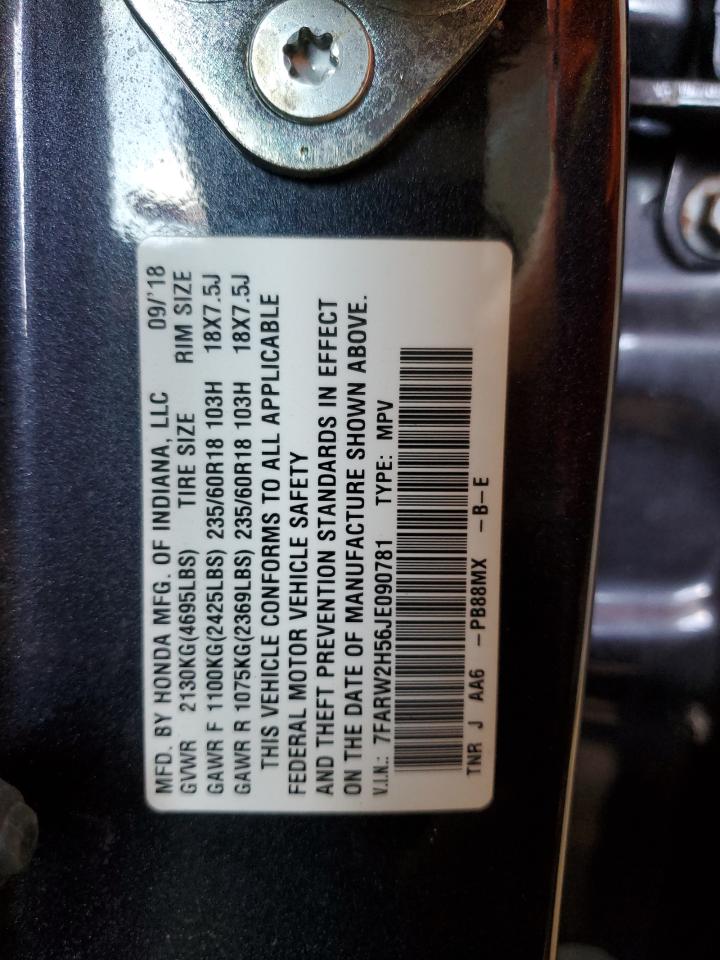 MFD. BY HONDA MFG. OF INDIANA, LLC 09/'18
GVWR 2130KG(4695LBS) TIRE SIZE RIM SIZE
GAWR F 1100KG(2425LBS) 235/60R18 103H 18X7.5J
GAWR R 1075KG(2369LBS) 235/60R18 103H 18X7.5J
THIS VEHICLE CONFORMS TO ALL APPLICABLE
FEDERAL MOTOR VEHICLE SAFETY
AND THEFT PREVENTION STANDARDS IN EFFECT
ON THE DATE OF MANUFACTURE SHOWN ABOVE.
V.I.N.: 7FARW2H56JE090781 TYPE: MPV
TNR J AA6 -PB88MX -B-E